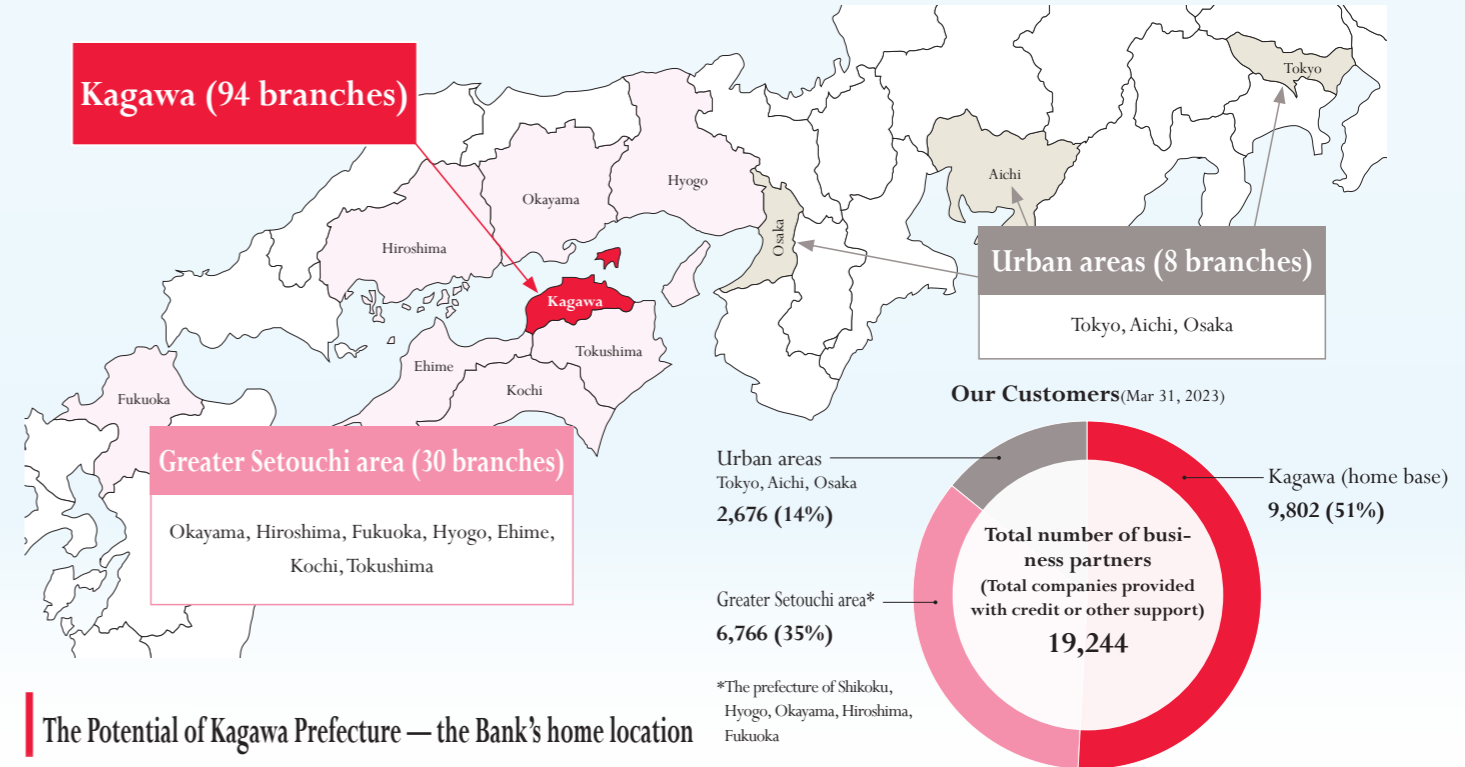 Kagawa (94 branches)
Tokyo
Aichi
Hyogo
Okayama
Osaka
Hiroshima
Urban areas (8 branches)
Tokyo, Aichi, Osaka
Kagawa
Tokushima
Ehime
Kochi
Fukuoka
Greater Setouchi area (30 branches)
Okayama, Hiroshima, Fukuoka, Hyogo, Ehime,
Kochi, Tokushima
Our Customers(Mar 31, 2023)
Urban areas
Tokyo, Aichi, Osaka
2,676 (14%)
Kagawa (home base)
9,802 (51%)
Total number of busi-
ness partners
(Total companies provided
with credit or other support)
19,244
Greater Setouchi area*
6,766 (35%)
*The prefecture of Shikoku,
Hyogo, Okayama, Hiroshima,
Fukuoka
The Potential of Kagawa Prefecture — the Bank's home location